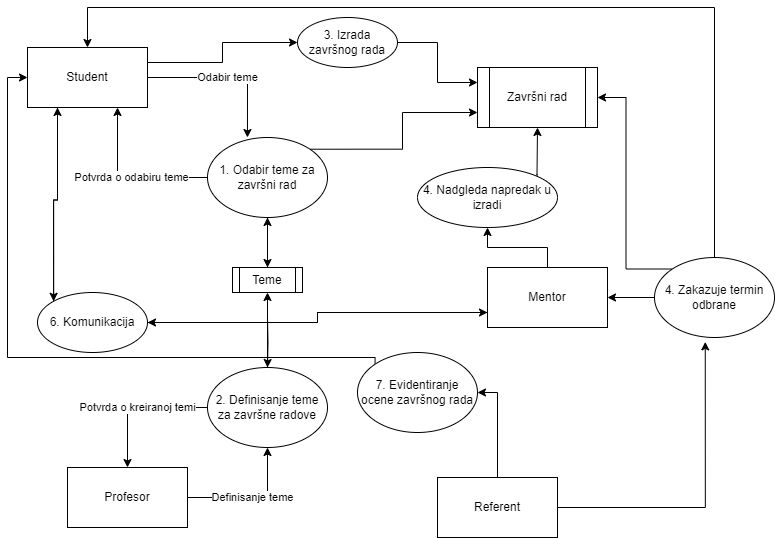 3. Izrada
završnog rada
Student
Odabir teme
Završni rad
1. Odabir teme za
završni rad
Potvrda o odabiru teme
4. Nadgleda napredak u
izradi
Teme
Mentor
4. Zakazuje termin
odbrane
6. Komunikacija
7. Evidentiranje
ocene završnog rada
2. Definisanje teme
za završne radove
Potvrda o kreiranoj temi
Profesor
Definisanje teme
Referent